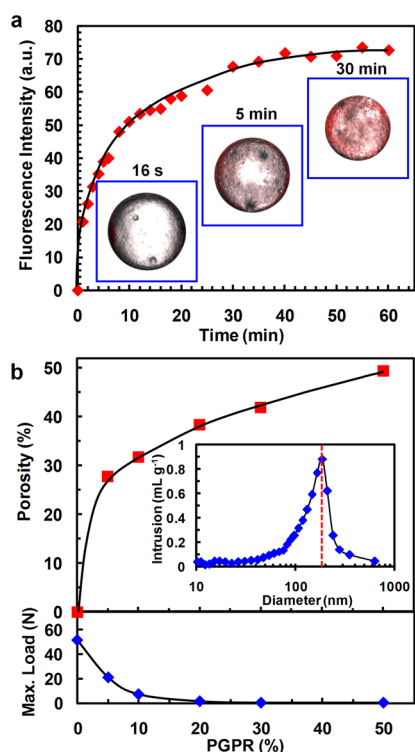 a
Fluorescence Intensity (a.u.)
80
70
60
50
40
30
20
10
0
16 s
5 min
30 min
0 10 20 30 40 50 60
Time (min)
b
Porosity (%)
50
40
30
20
10
0
Intrusion (mL g⁻¹)
1
0.8
0.6
0.4
0.2
0
10 100 1000
Diameter (nm)
Max. Load (N)
60
40
20
0
0 10 20 30 40 50
PGPR (%)